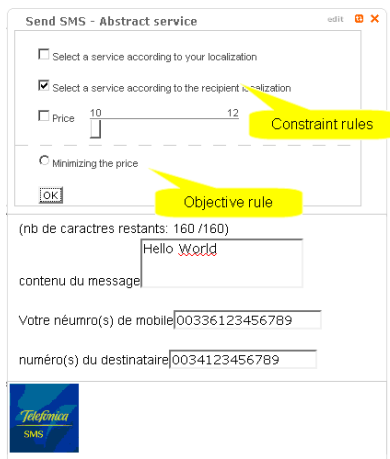 Send SMS - Abstract service edit
Select a service according to your localization
Select a service according to the recipient localization
Price 10 12
Constraint rules
Minimizing the price
OK
Objective rule
(nb de caractres restants: 160 /160)
Hello World
contenu du message
Votre néumro(s) de mobile 00336123456789
numéro(s) du destinataire 0034123456789
Telefónica
SMS